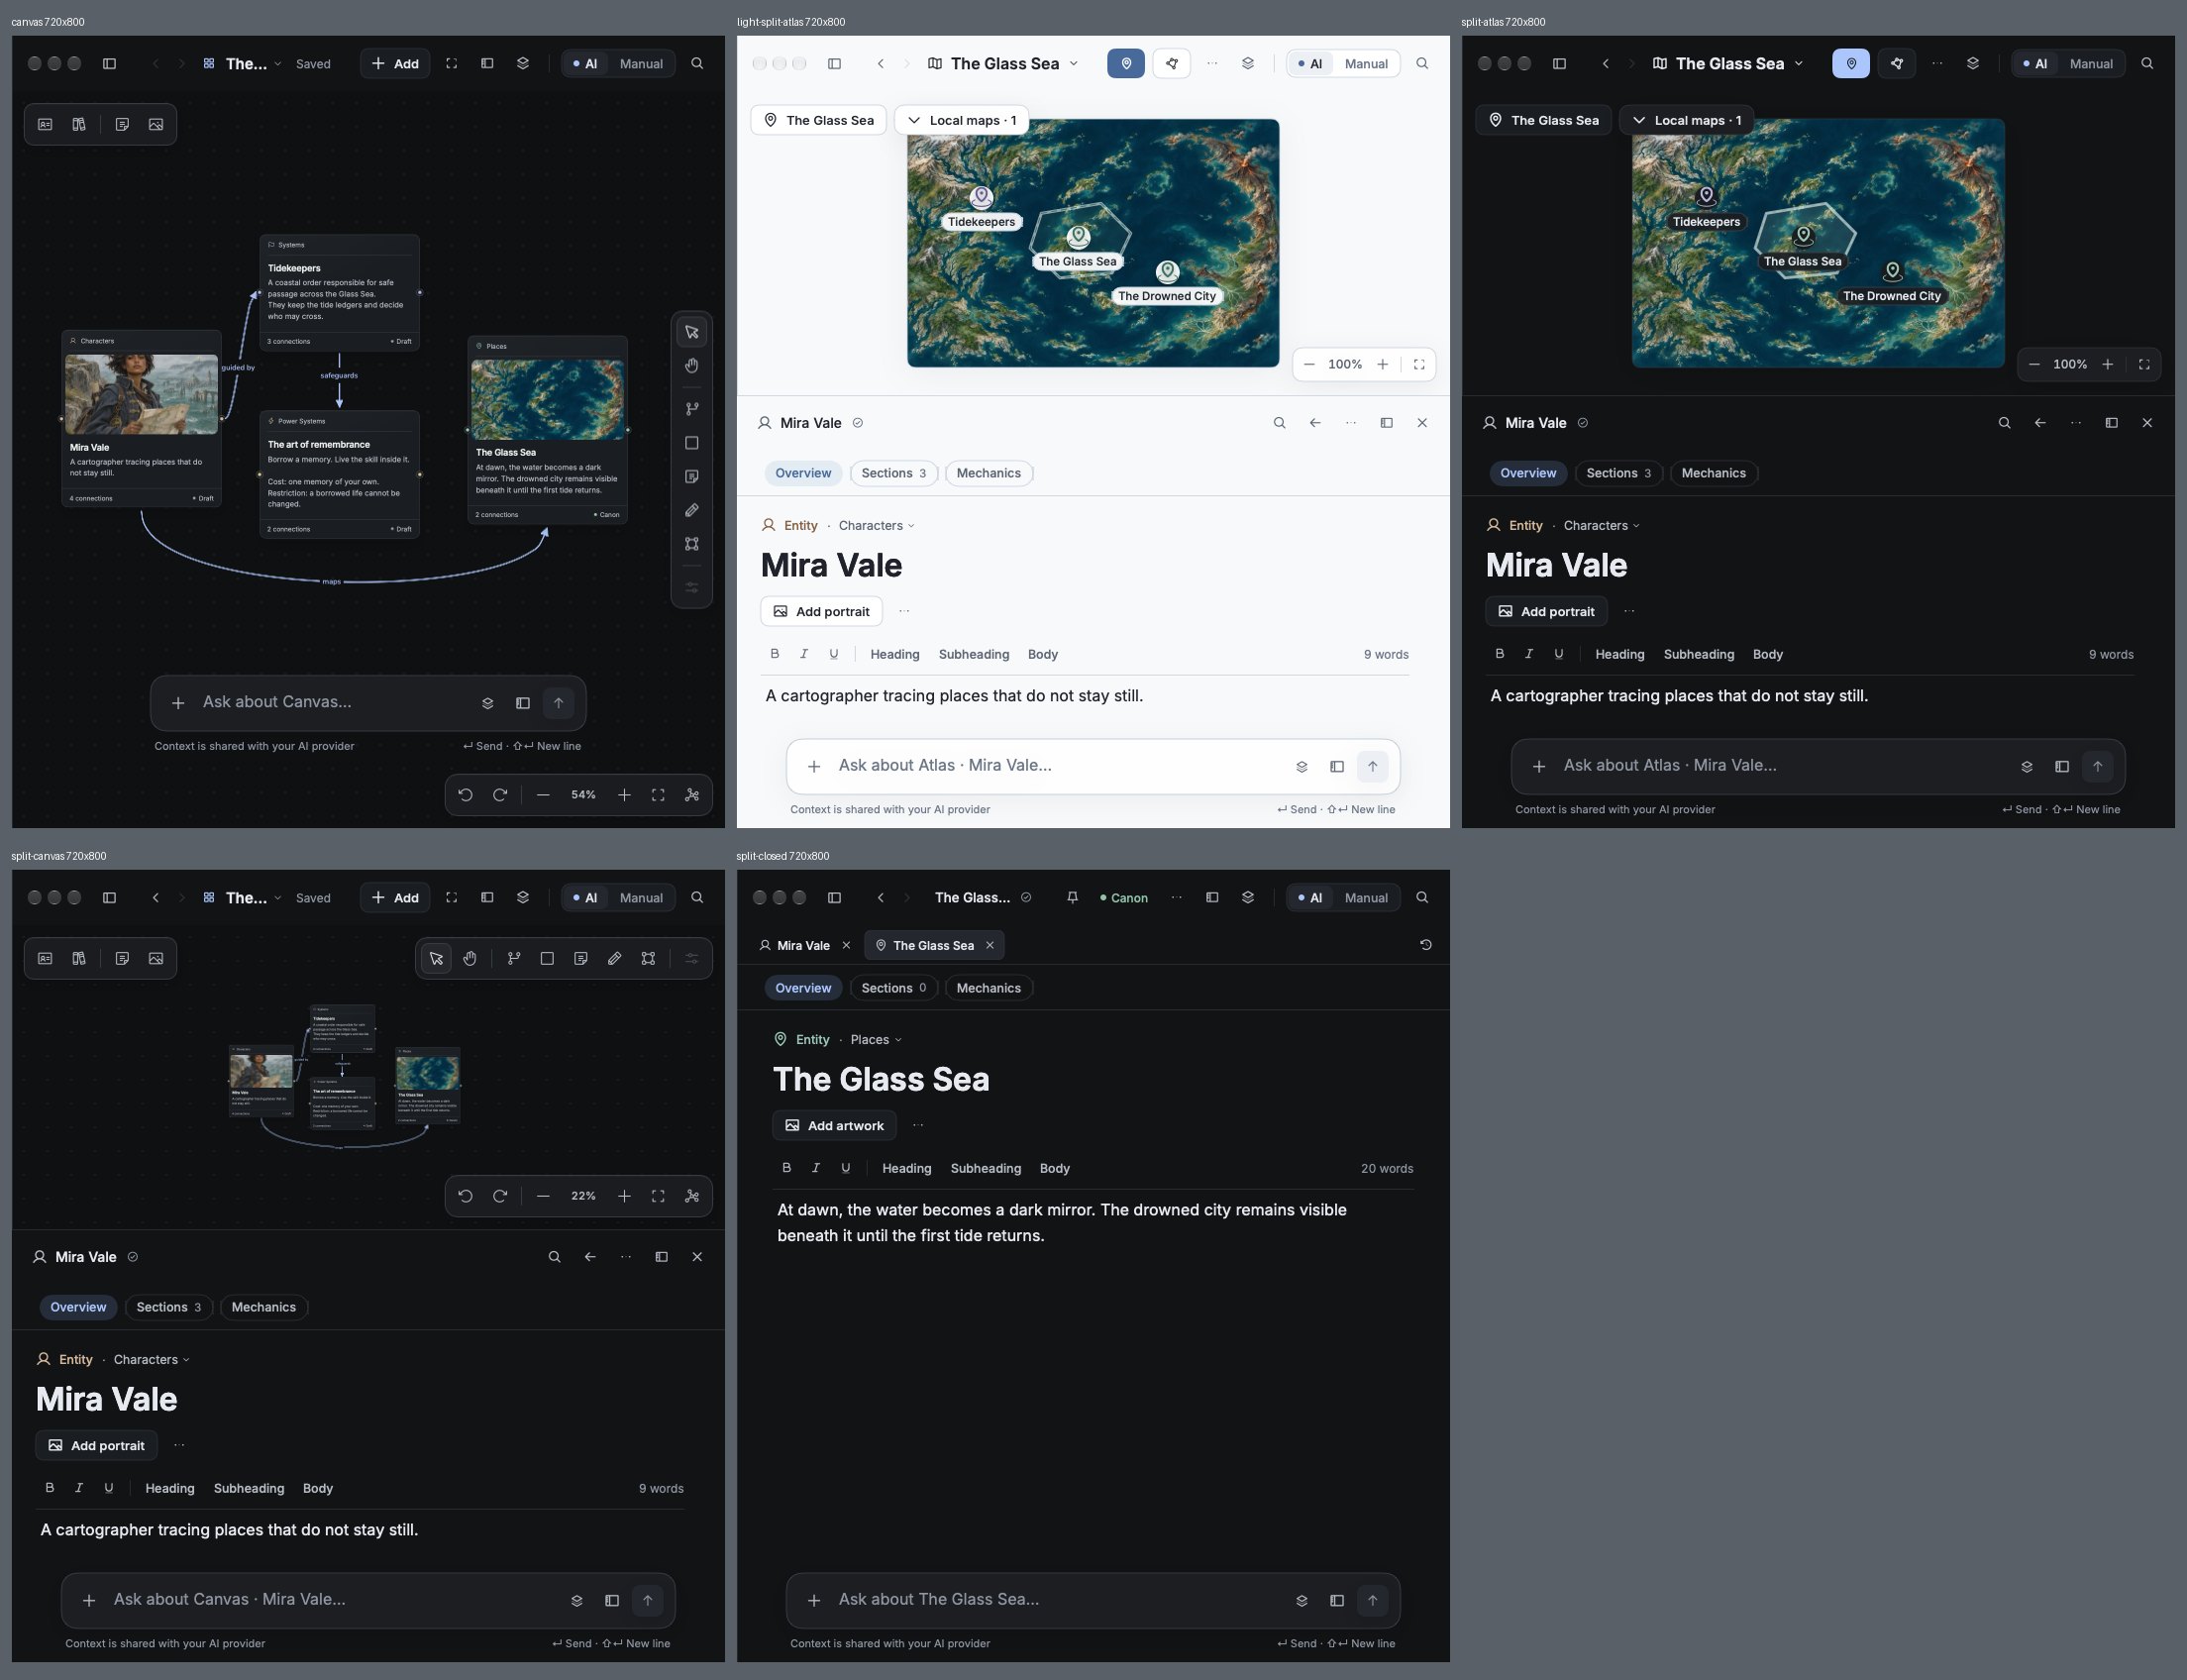 canvas 720x800
The... Saved Add AI Manual
Systems
Tidekeepers
A coastal order responsible for safe
passage across the Glass Sea.
They keep the tide ledgers and decide
who may cross.
3 connections Draft
Characters
guided by
Mira Vale
A cartographer tracing places that do
not stay still.
4 connections Draft
safeguards
Power Systems
The art of remembrance
Borrow a memory. Live the skill inside it.
Cost: one memory of your own.
Restriction: a borrowed life cannot be
changed.
2 connections Draft
Places
The Glass Sea
At dawn, the water becomes a dark
mirror. The drowned city remains visible
beneath it until the first tide returns.
2 connections Canon
maps
Ask about Canvas...
Context is shared with your AI provider ↵ Send · ⇧↵ New line
54%
light-split-atlas 720x800
The Glass Sea AI Manual
The Glass Sea Local maps · 1
Tidekeepers
The Glass Sea
The Drowned City
100%
Mira Vale
Overview Sections 3 Mechanics
Entity · Characters
Mira Vale
Add portrait
B I U Heading Subheading Body 9 words
A cartographer tracing places that do not stay still.
Ask about Atlas · Mira Vale...
Context is shared with your AI provider ↵ Send · ⇧↵ New line
split-atlas 720x800
The Glass Sea AI Manual
The Glass Sea Local maps · 1
Tidekeepers
The Glass Sea
The Drowned City
100%
Mira Vale
Overview Sections 3 Mechanics
Entity · Characters
Mira Vale
Add portrait
B I U Heading Subheading Body 9 words
A cartographer tracing places that do not stay still.
Ask about Atlas · Mira Vale...
Context is shared with your AI provider ↵ Send · ⇧↵ New line
split-canvas 720x800
The... Saved Add AI Manual
Tidekeepers
Mira Vale
The art of remembrance
The Glass Sea
22%
Mira Vale
Overview Sections 3 Mechanics
Entity · Characters
Mira Vale
Add portrait
B I U Heading Subheading Body 9 words
A cartographer tracing places that do not stay still.
Ask about Canvas · Mira Vale...
Context is shared with your AI provider ↵ Send · ⇧↵ New line
split-closed 720x800
The Glass... Canon AI Manual
Mira Vale The Glass Sea
Overview Sections 0 Mechanics
Entity · Places
The Glass Sea
Add artwork
B I U Heading Subheading Body 20 words
At dawn, the water becomes a dark mirror. The drowned city remains visible
beneath it until the first tide returns.
Ask about The Glass Sea...
Context is shared with your AI provider ↵ Send · ⇧↵ New line